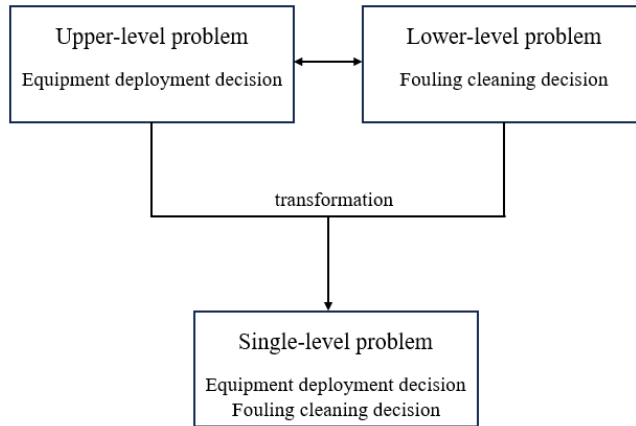 Upper-level problem
Equipment deployment decision
Lower-level problem
Fouling cleaning decision
transformation
Single-level problem
Equipment deployment decision
Fouling cleaning decision